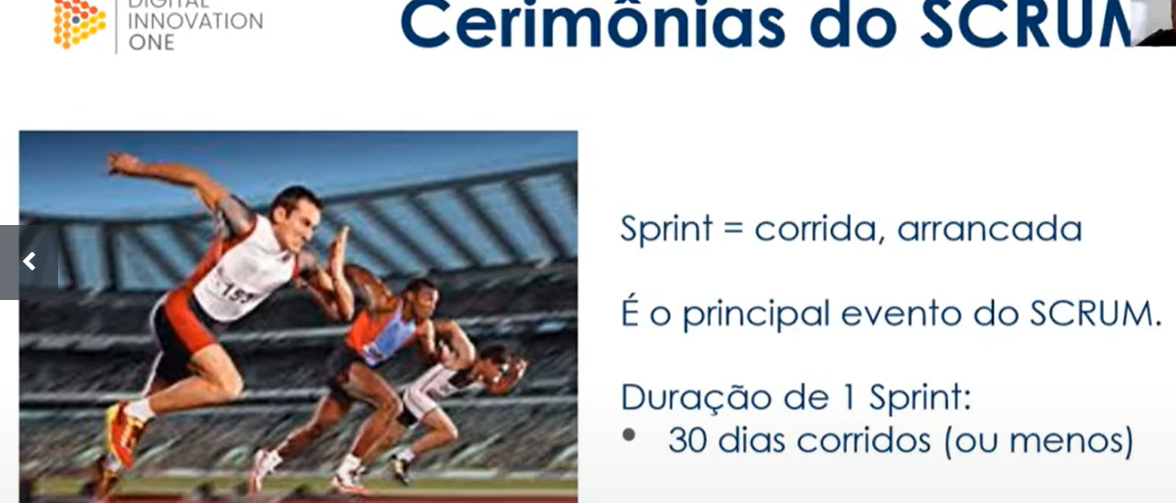 DIGITAL
INNOVATION
ONE
Cerimônias do SCRUM
Sprint = corrida, arrancada
É o principal evento do SCRUM.
Duração de 1 Sprint:
• 30 dias corridos (ou menos)